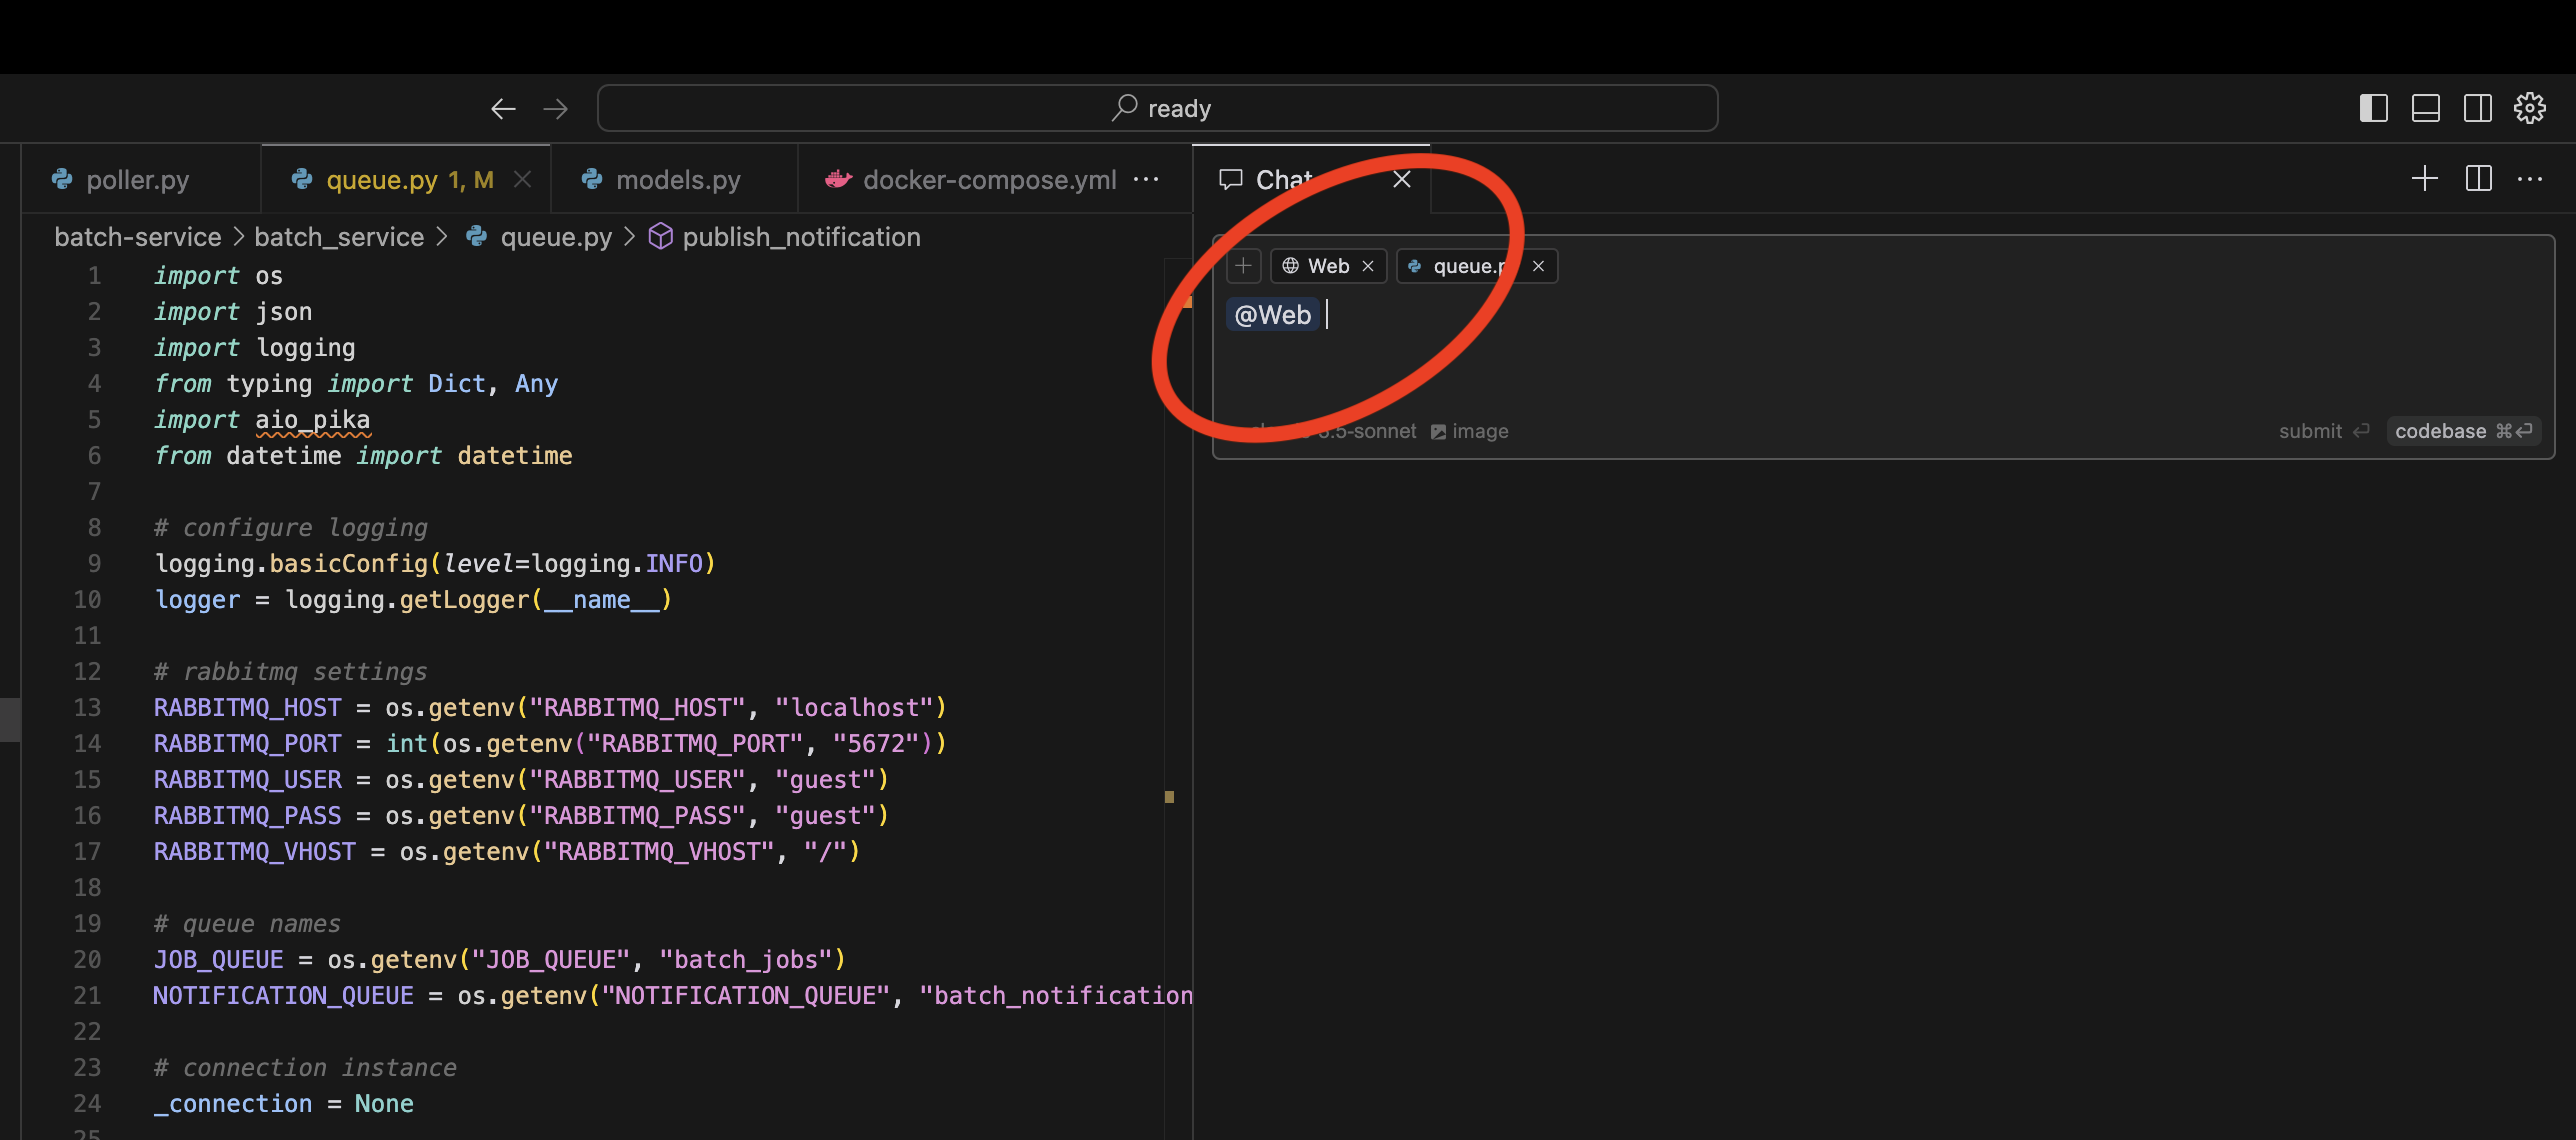 ready
poller.py
queue.py 1, M
models.py
docker-compose.yml
batch-service > batch_service > queue.py > publish_notification
1 import os
2 import json
3 import logging
4 from typing import Dict, Any
5 import aio_pika
6 from datetime import datetime
7
8 # configure logging
9 logging.basicConfig(level=logging.INFO)
10 logger = logging.getLogger(__name__)
11
12 # rabbitmq settings
13 RABBITMQ_HOST = os.getenv("RABBITMQ_HOST", "localhost")
14 RABBITMQ_PORT = int(os.getenv("RABBITMQ_PORT", "5672"))
15 RABBITMQ_USER = os.getenv("RABBITMQ_USER", "guest")
16 RABBITMQ_PASS = os.getenv("RABBITMQ_PASS", "guest")
17 RABBITMQ_VHOST = os.getenv("RABBITMQ_VHOST", "/")
18
19 # queue names
20 JOB_QUEUE = os.getenv("JOB_QUEUE", "batch_jobs")
21 NOTIFICATION_QUEUE = os.getenv("NOTIFICATION_QUEUE", "batch_notification
22
23 # connection instance
24 _connection = None
25
Chat
Web
queue.p
@Web
3.5-sonnet
image
submit
codebase ⌘